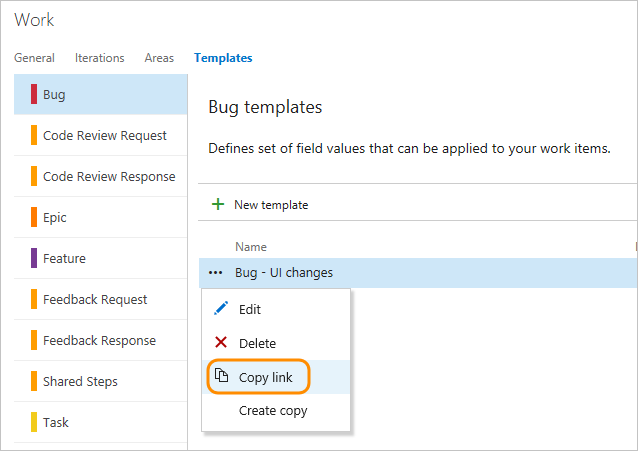 Work
General Iterations Areas Templates
Bug
Code Review Request
Code Review Response
Epic
Feature
Feedback Request
Feedback Response
Shared Steps
Task
Bug templates
Defines set of field values that can be applied to your work items.
New template
Name
Bug - UI changes
Edit
Delete
Copy link
Create copy